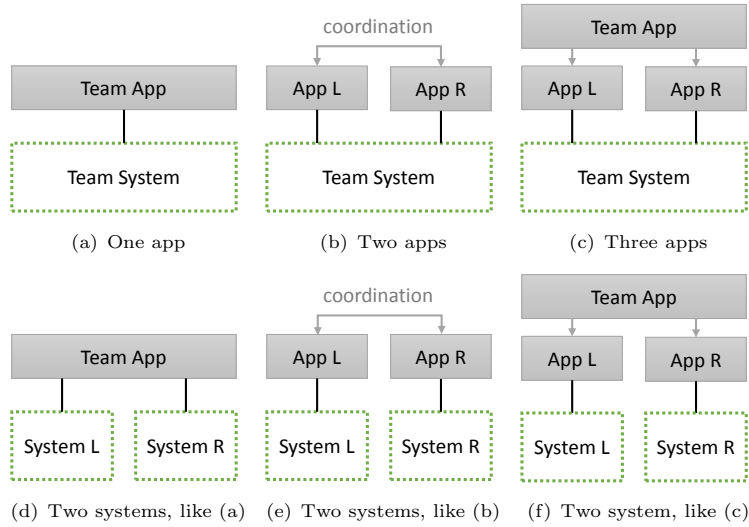 Team App
Team System
(a) One app
coordination
App L
App R
Team System
(b) Two apps
Team App
App L
App R
Team System
(c) Three apps
Team App
System L
System R
(d) Two systems, like (a)
coordination
App L
App R
System L
System R
(e) Two systems, like (b)
Team App
App L
App R
System L
System R
(f) Two system, like (c)